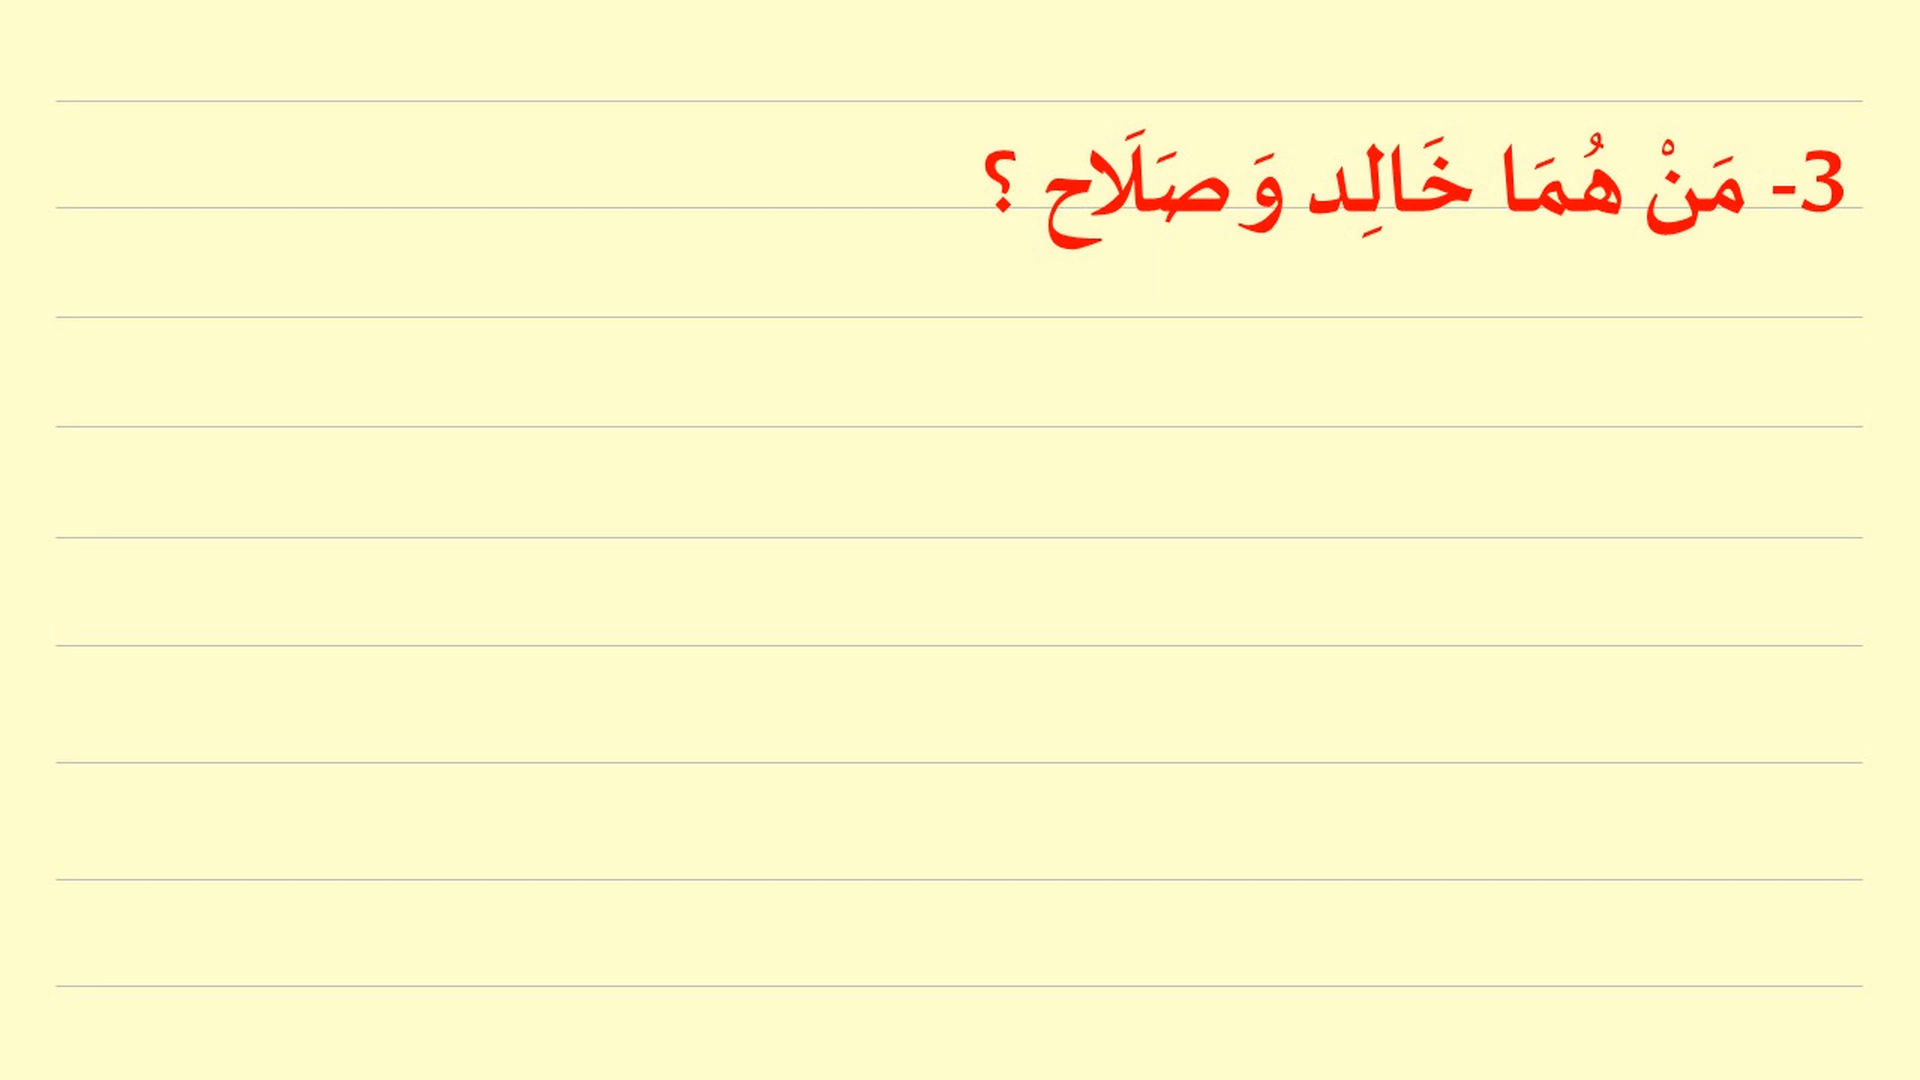 3- مَنْ هُمَا خَالِد وَصَلَاح ؟